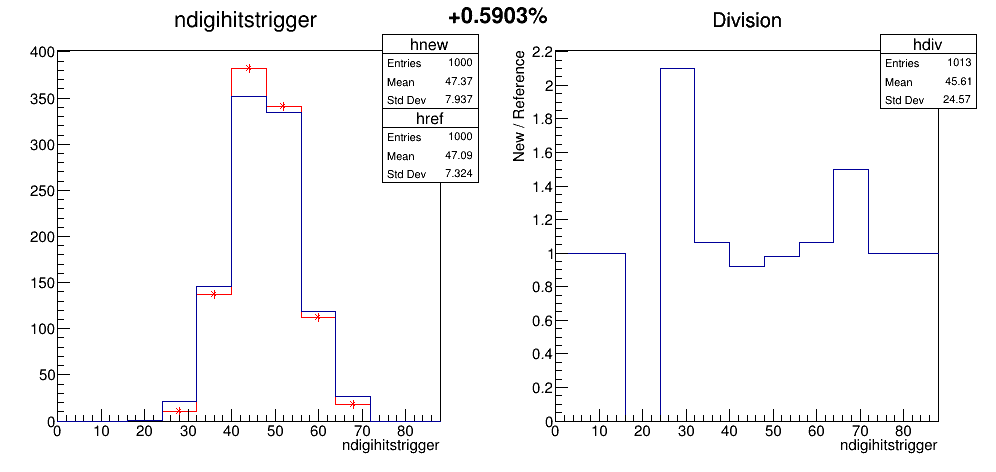 +0.5903%
ndigihitstrigger
hnew
Entries 1000
Mean 47.37
Std Dev 7.937
href
Entries 1000
Mean 47.09
Std Dev 7.324
400
350
300
250
200
150
100
50
0
0 10 20 30 40 50 60 70 80
ndigihitstrigger
Division
hdiv
Entries 1013
Mean 45.61
Std Dev 24.57
New / Reference
2.2
2
1.8
1.6
1.4
1.2
1
0.8
0.6
0.4
0.2
0
0 10 20 30 40 50 60 70 80
ndigihitstrigger